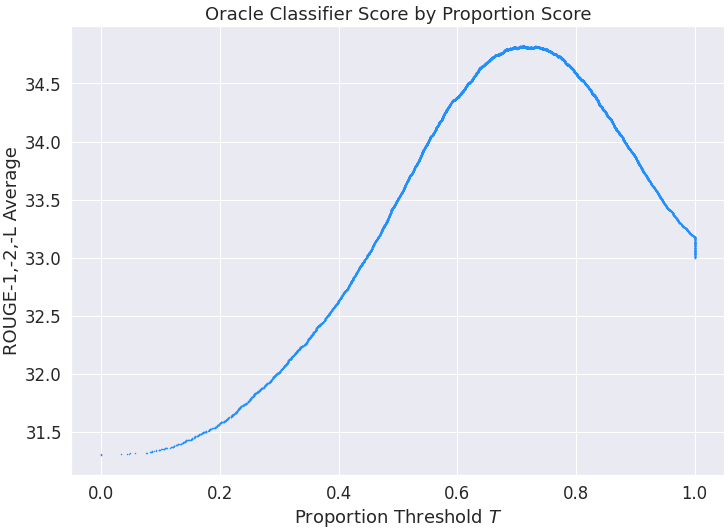 Oracle Classifier Score by Proportion Score
ROUGE-1,-2,-L Average
34.5
34.0
33.5
33.0
32.5
32.0
31.5
0.0 0.2 0.4 0.6 0.8 1.0
Proportion Threshold T